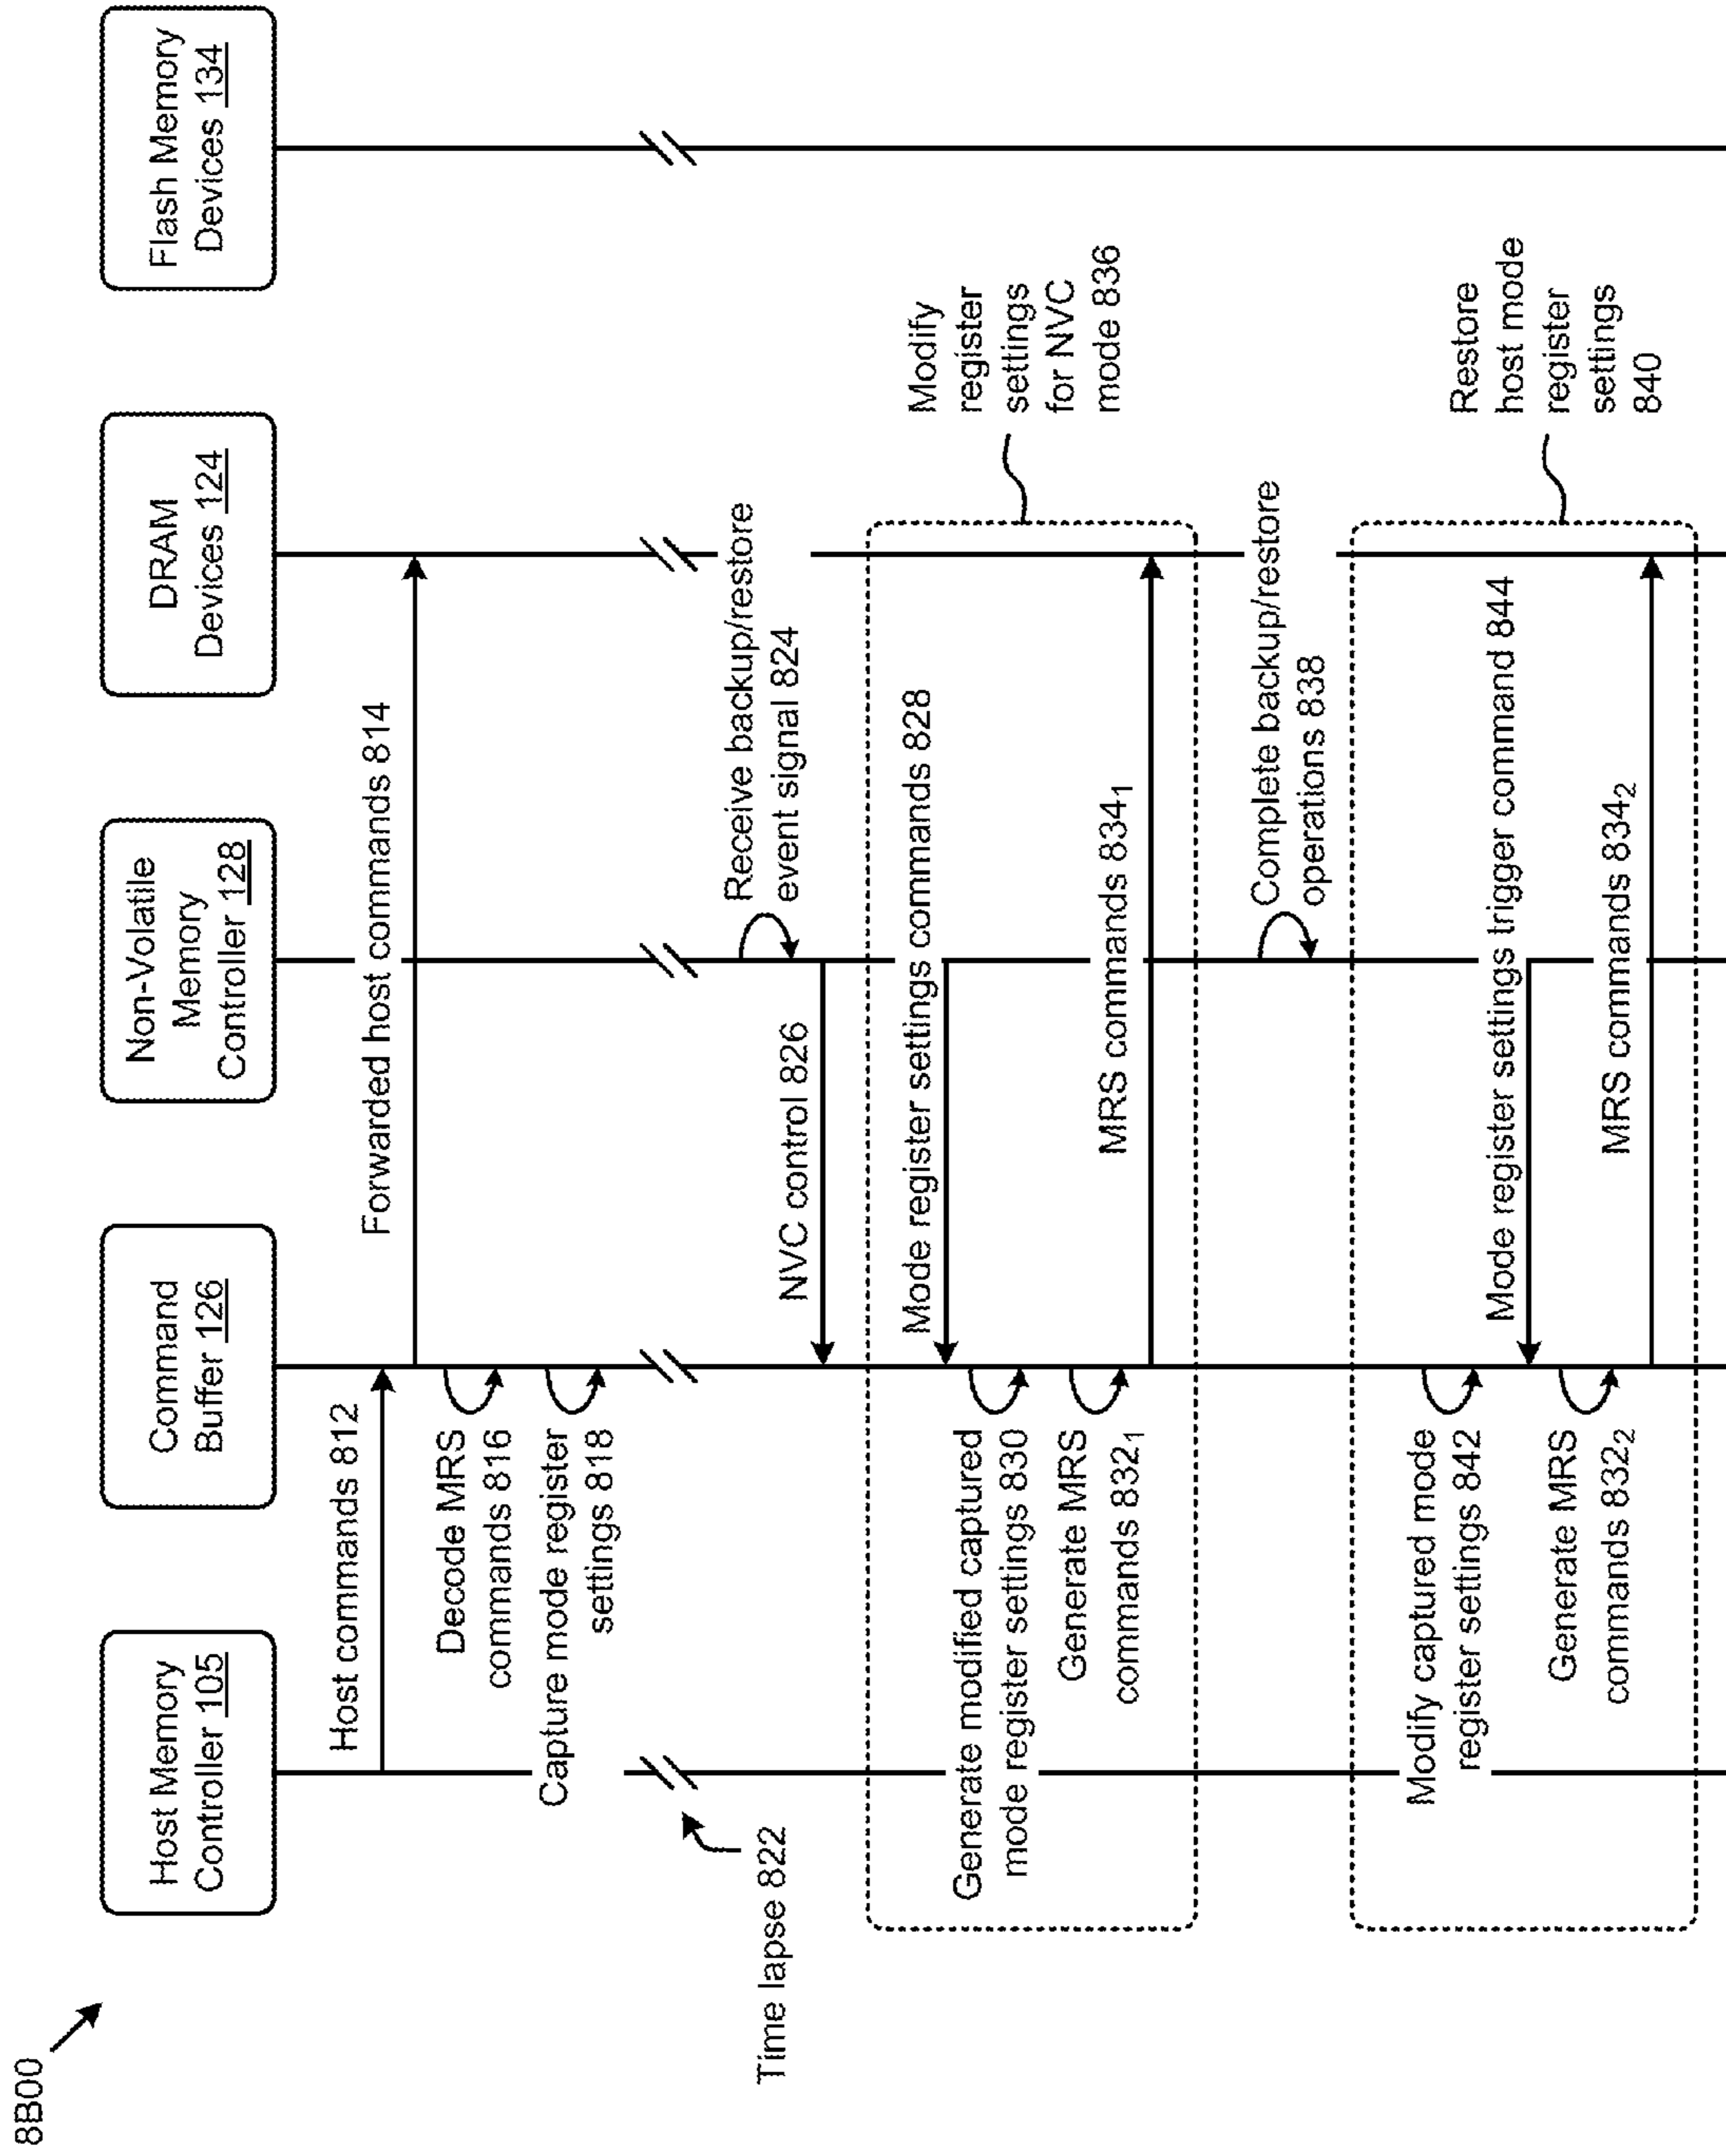 8B00
Host Memory
Controller 105
Command
Buffer 126
Non-Volatile
Memory
Controller 128
DRAM
Devices 124
Flash Memory
Devices 134
Host commands 812
Forwarded host commands 814
Decode MRS
commands 816
Capture mode register
settings 818
Time lapse 822
Receive backup/restore
event signal 824
NVC control 826
Mode register settings commands 828
Generate modified captured
mode register settings 830
Generate MRS
commands 832₁
MRS commands 834₁
Modify
register
settings
for NVC
mode 836
Complete backup/restore
operations 838
Modify captured mode
register settings 842
Mode register settings trigger command 844
Generate MRS
commands 832₂
MRS commands 834₂
Restore
host mode
register
settings
840